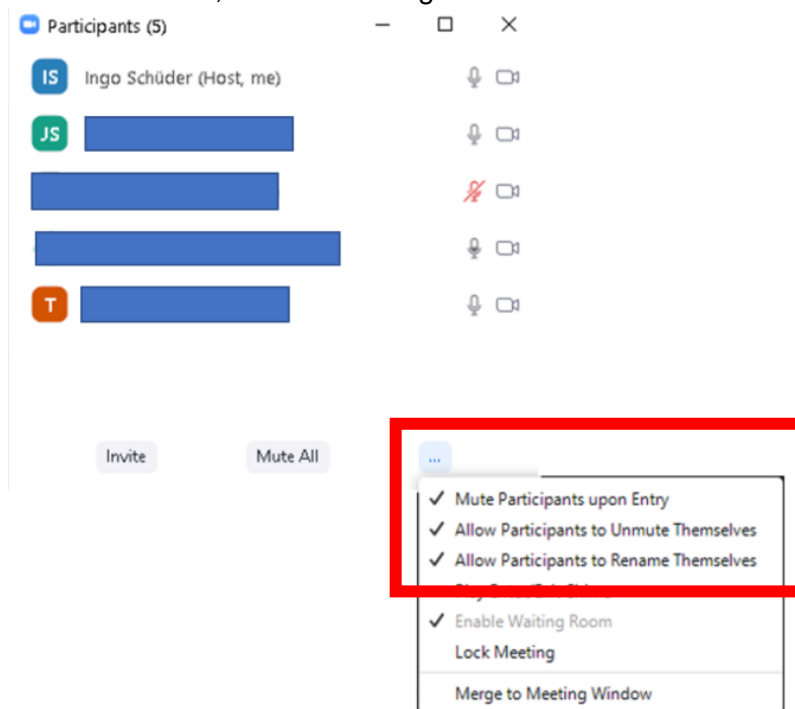 Participants (5)
IS Ingo Schüder (Host, me)
JS
T
Invite Mute All ...
Mute Participants upon Entry
Allow Participants to Unmute Themselves
Allow Participants to Rename Themselves
Enable Waiting Room
Lock Meeting
Merge to Meeting Window